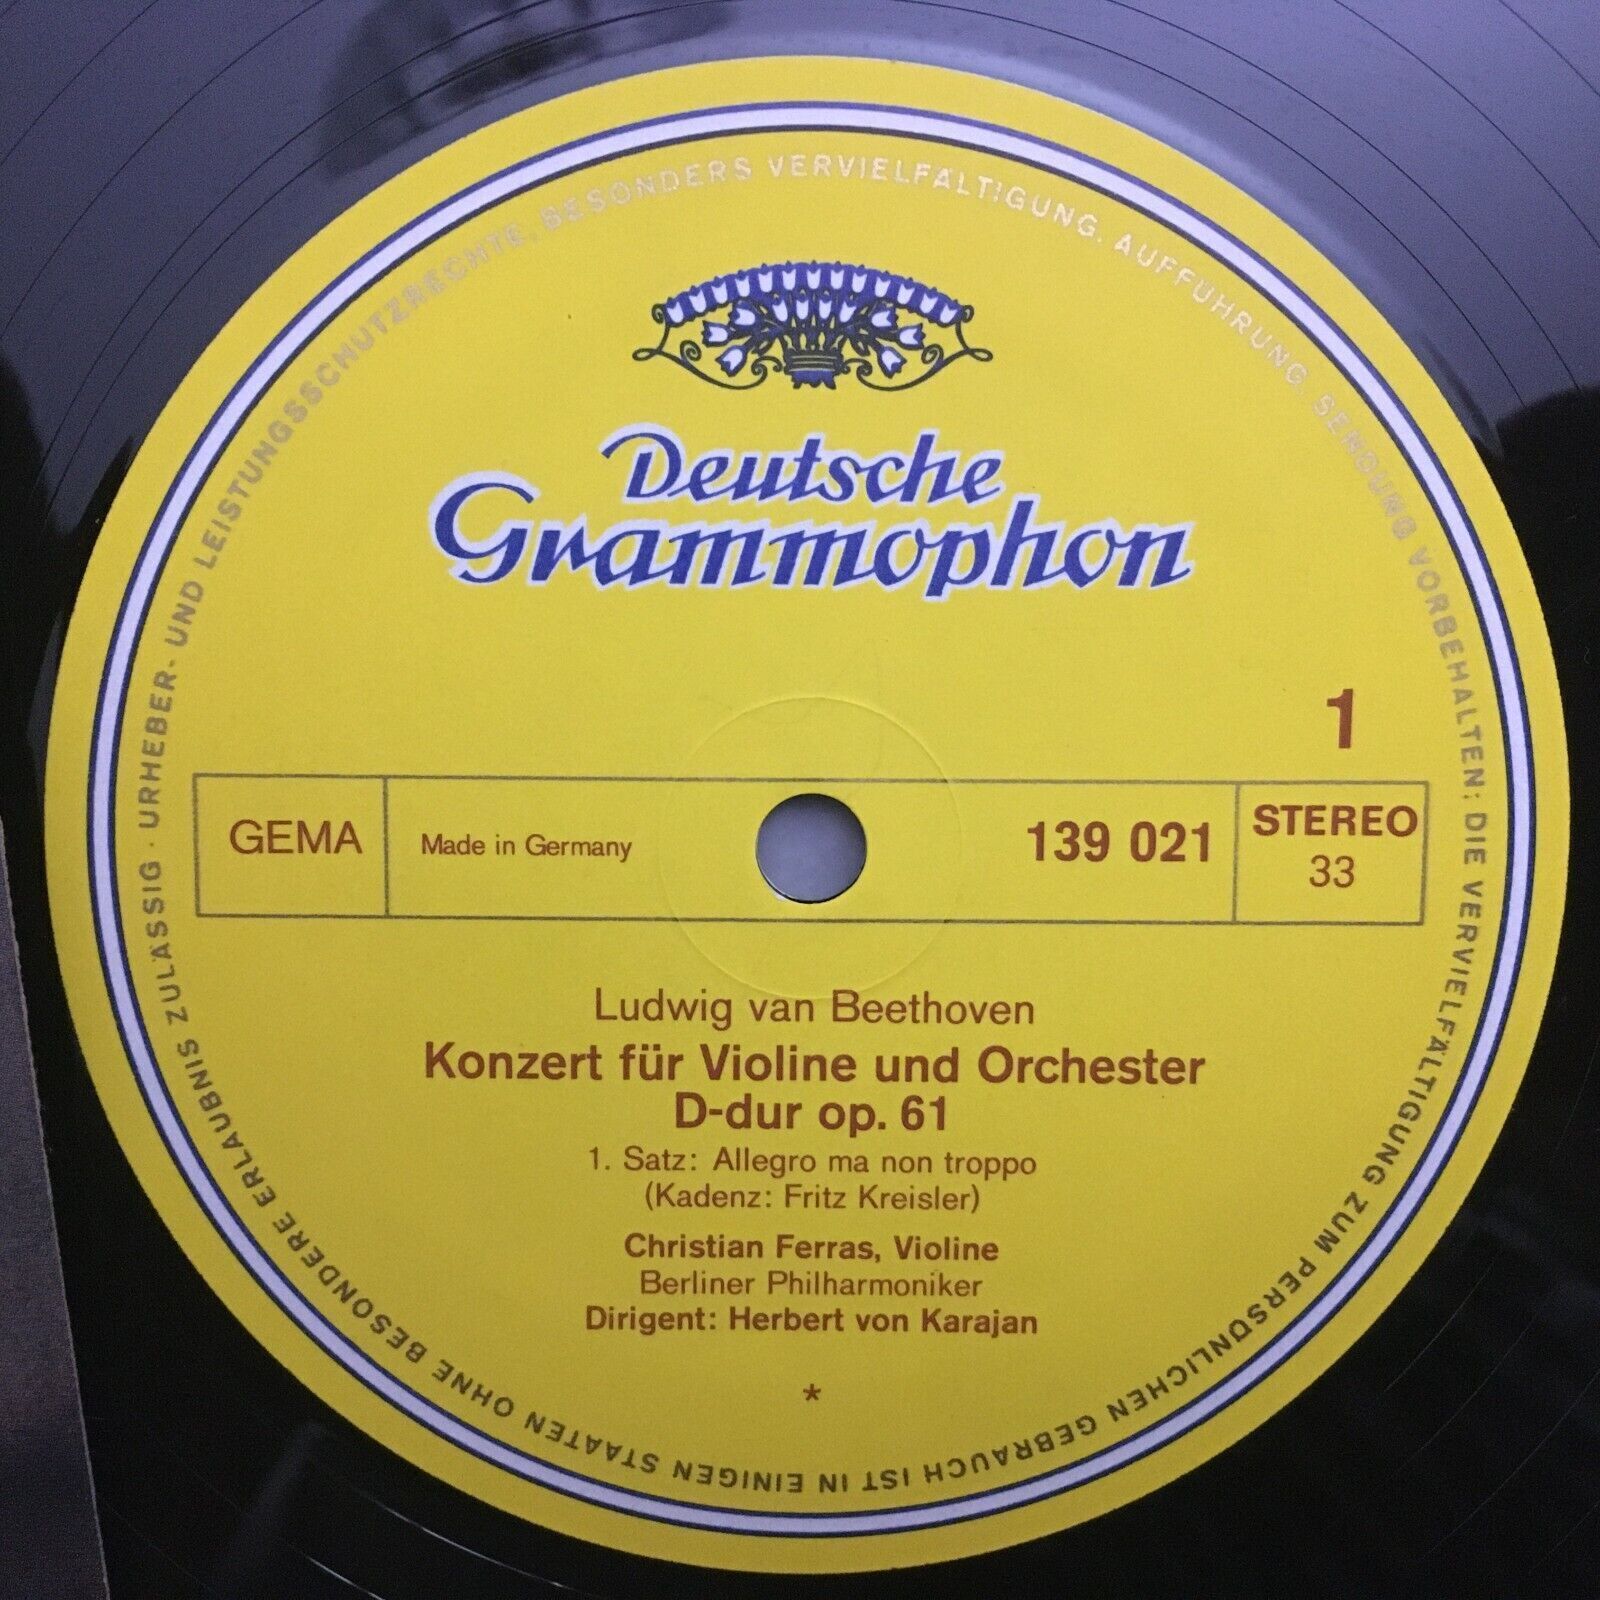 Deutsche
Grammophon
1
GEMA
Made in Germany
139 021
STEREO
33
Ludwig van Beethoven
Konzert für Violine und Orchester
D-dur op. 61
1. Satz: Allegro ma non troppo
(Kadenz: Fritz Kreisler)
Christian Ferras, Violine
Berliner Philharmoniker
Dirigent: Herbert von Karajan
*
URHEBER- UND LEISTUNGSSCHUTZRECHTE, BESONDERS VERVIELFÄLTIGUNG, AUFFÜHRUNG, SENDUNG VORBEHALTEN; DIE VERVIELFÄLTIGUNG ZUM PERSÖNLICHEN GEBRAUCH IST IN EINIGEN STAATEN OHNE BESONDERE ERLAUBNIS ZULÄSSIG ·